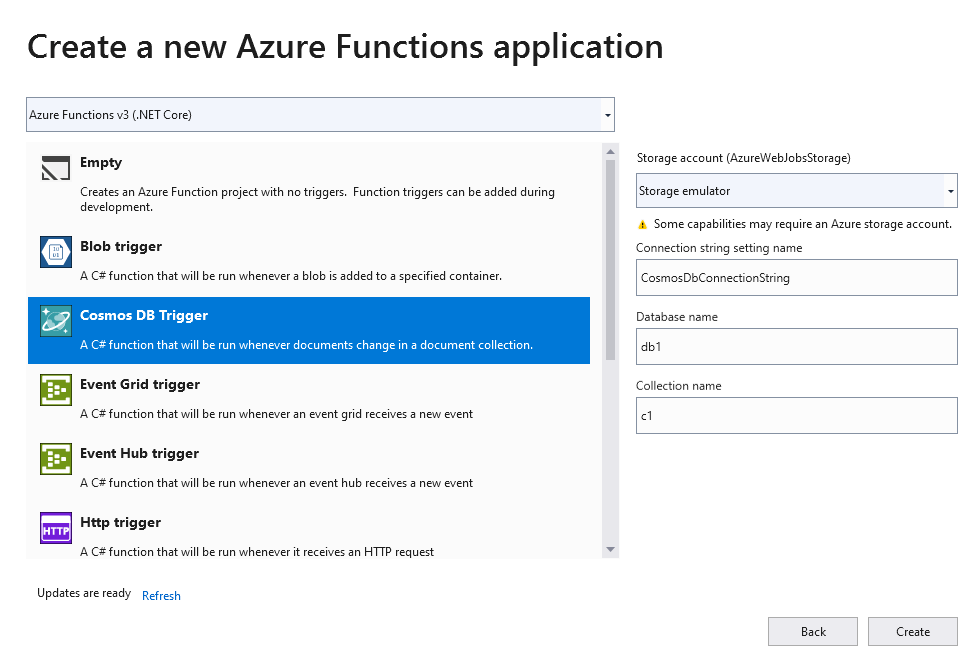 Create a new Azure Functions application
Azure Functions v3 (.NET Core)
Empty
Creates an Azure Function project with no triggers.  Function triggers can be added during
development.
Blob trigger
A C# function that will be run whenever a blob is added to a specified container.
Cosmos DB Trigger
A C# function that will be run whenever documents change in a document collection.
Event Grid trigger
A C# function that will be run whenever an event grid receives a new event
Event Hub trigger
A C# function that will be run whenever an event hub receives a new event
HTTP
Http trigger
A C# function that will be run whenever it receives an HTTP request
Storage account (AzureWebJobsStorage)
Storage emulator
Some capabilities may require an Azure storage account.
Connection string setting name
CosmosDbConnectionString
Database name
db1
Collection name
c1
Updates are ready
Refresh
Back
Create